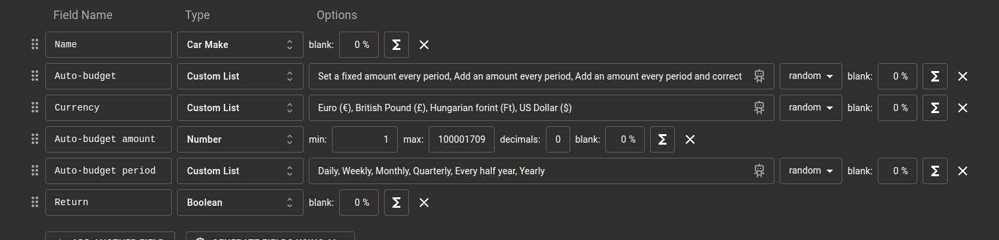 Field Name Type Options
Name Car Make blank: 0 % Σ
Auto-budget Custom List Set a fixed amount every period, Add an amount every period, Add an amount every period and correct random blank: 0 % Σ
Currency Custom List Euro (€), British Pound (£), Hungarian forint (Ft), US Dollar ($) random blank: 0 % Σ
Auto-budget amount Number min: 1 max: 100001709 decimals: 0 blank: 0 % Σ
Auto-budget period Custom List Daily, Weekly, Monthly, Quarterly, Every half year, Yearly random blank: 0 % Σ
Return Boolean blank: 0 % Σ